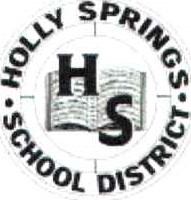 HOLLY SPRINGS
HS
• SCHOOL DISTRICT •